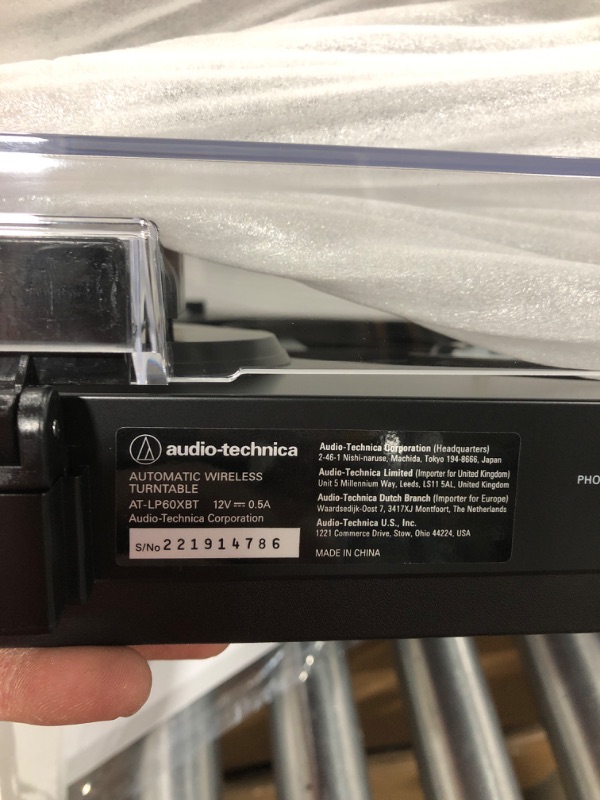 audio-technica
AUTOMATIC WIRELESS
TURNTABLE
AT-LP60XBT 12V⎓0.5A
Audio-Technica Corporation
S/No 221914786
Audio-Technica Corporation (Headquarters)
2-46-1 Nishi-naruse, Machida, Tokyo 194-8666, Japan
Audio-Technica Limited (Importer for United Kingdom)
Unit 5 Millennium Way, Leeds, LS11 5AL, United Kingdom
Audio-Technica Dutch Branch (Importer for Europe)
Waardsedijk-Oost 7, 3417XJ Montfoort, The Netherlands
Audio-Technica U.S., Inc.
1221 Commerce Drive, Stow, Ohio 44224, USA
MADE IN CHINA
PHO